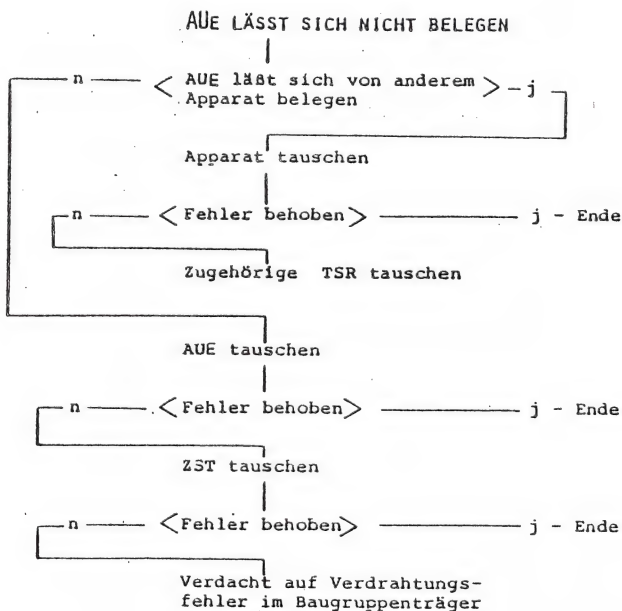 AUE LÄSST SICH NICHT BELEGEN
n < AUE läßt sich von anderem > - j
Apparat belegen
Apparat tauschen
n < Fehler behoben > j - Ende
Zugehörige TSR tauschen
AUE tauschen
n < Fehler behoben > j - Ende
ZST tauschen
n < Fehler behoben > j - Ende
Verdacht auf Verdrahtungs-
fehler im Baugruppenträger